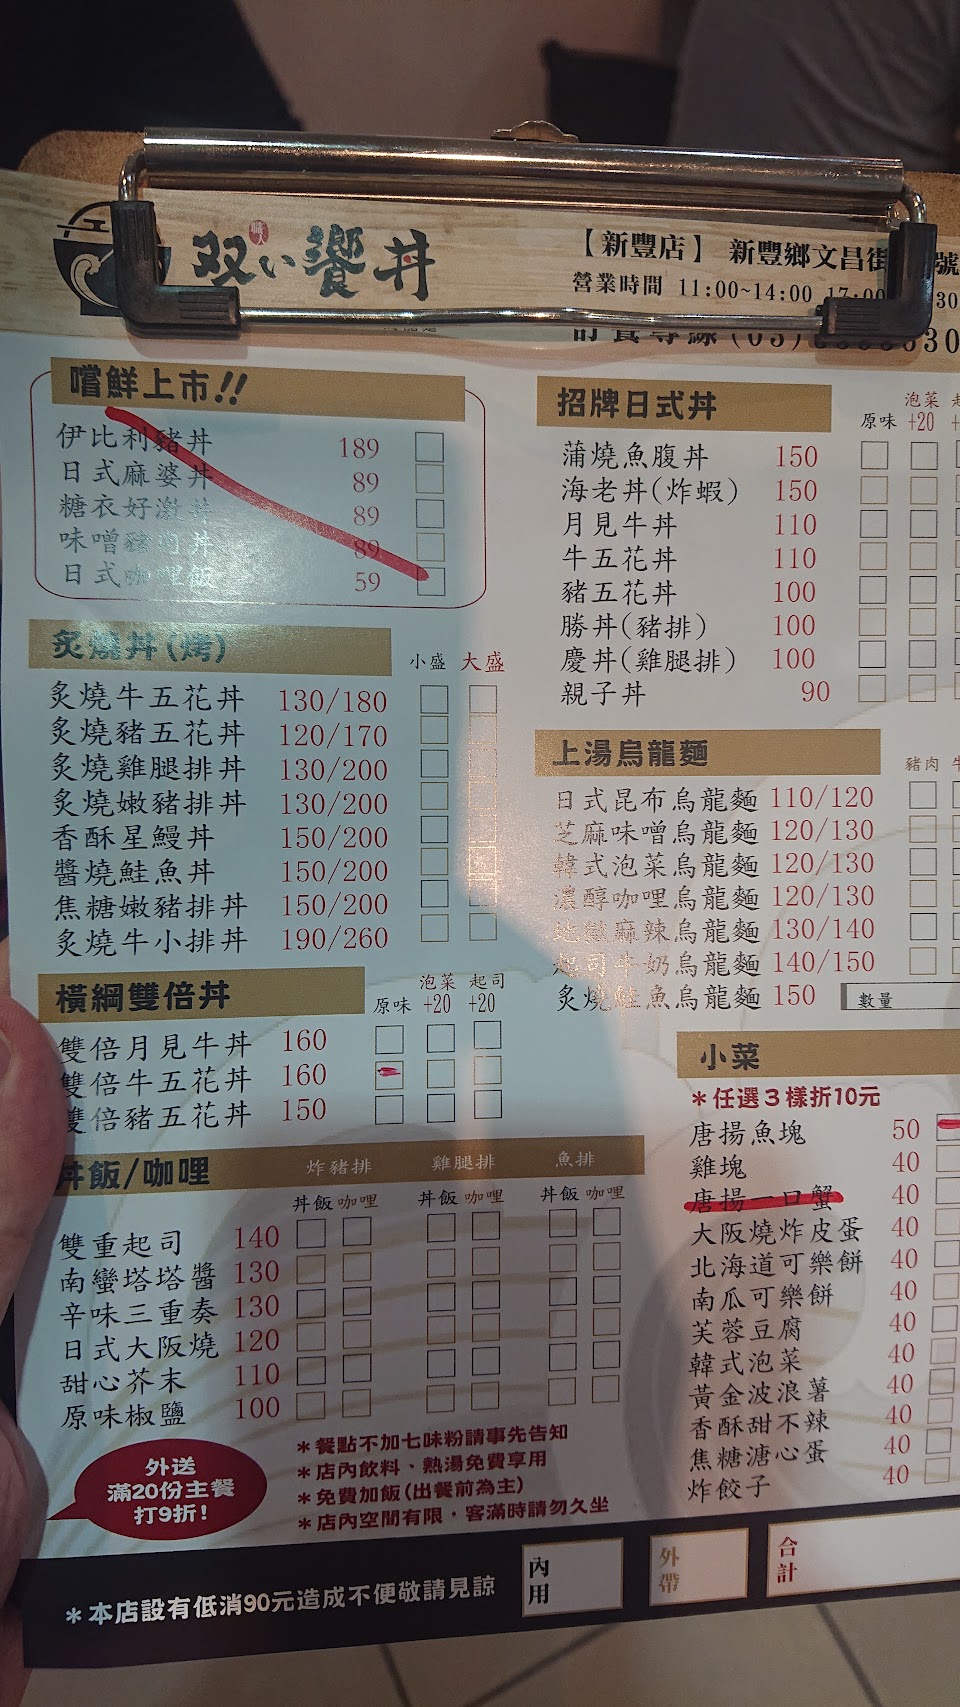 職人
双い饗丼
【新豐店】 新豐鄉文昌街 號
營業時間 11:00~14:00 17:00 30
訂食專線(03)
嚐鮮上市!!
伊比利豬丼 189
日式麻婆丼 89
糖衣好激丼 89
味噌豬肉丼 89
日式咖哩飯 59
炙燒丼(烤)
小盛 大盛
炙燒牛五花丼 130/180
炙燒豬五花丼 120/170
炙燒雞腿排丼 130/200
炙燒嫩豬排丼 130/200
香酥星鰻丼 150/200
醬燒鮭魚丼 150/200
焦糖嫩豬排丼 150/200
炙燒牛小排丼 190/260
橫綱雙倍丼
原味 泡菜+20 起司+20
雙倍月見牛丼 160
雙倍牛五花丼 160
雙倍豬五花丼 150
丼飯/咖哩
炸豬排 雞腿排 魚排
丼飯 咖哩 丼飯 咖哩 丼飯 咖哩
雙重起司 140
南蠻塔塔醬 130
辛味三重奏 130
日式大阪燒 120
甜心芥末 110
原味椒鹽 100
外送
滿20份主餐
打9折!
＊餐點不加七味粉請事先告知
＊店內飲料、熱湯免費享用
＊免費加飯(出餐前為主)
＊店內空間有限，客滿時請勿久坐
招牌日式丼
原味 泡菜+20
蒲燒魚腹丼 150
海老丼(炸蝦) 150
月見牛丼 110
牛五花丼 110
豬五花丼 100
勝丼(豬排) 100
慶丼(雞腿排) 100
親子丼 90
上湯烏龍麵
豬肉
日式昆布烏龍麵 110/120
芝麻味噌烏龍麵 120/130
韓式泡菜烏龍麵 120/130
濃醇咖哩烏龍麵 120/130
地獄麻辣烏龍麵 130/140
起司牛奶烏龍麵 140/150
炙燒鮭魚烏龍麵 150 數量
小菜
＊任選3樣折10元
唐揚魚塊 50
雞塊 40
唐揚一口蟹 40
大阪燒炸皮蛋 40
北海道可樂餅 40
南瓜可樂餅 40
芙蓉豆腐 40
韓式泡菜 40
黃金波浪薯 40
香酥甜不辣 40
焦糖溏心蛋 40
炸餃子 40
＊本店設有低消90元造成不便敬請見諒
內用 外帶 合計